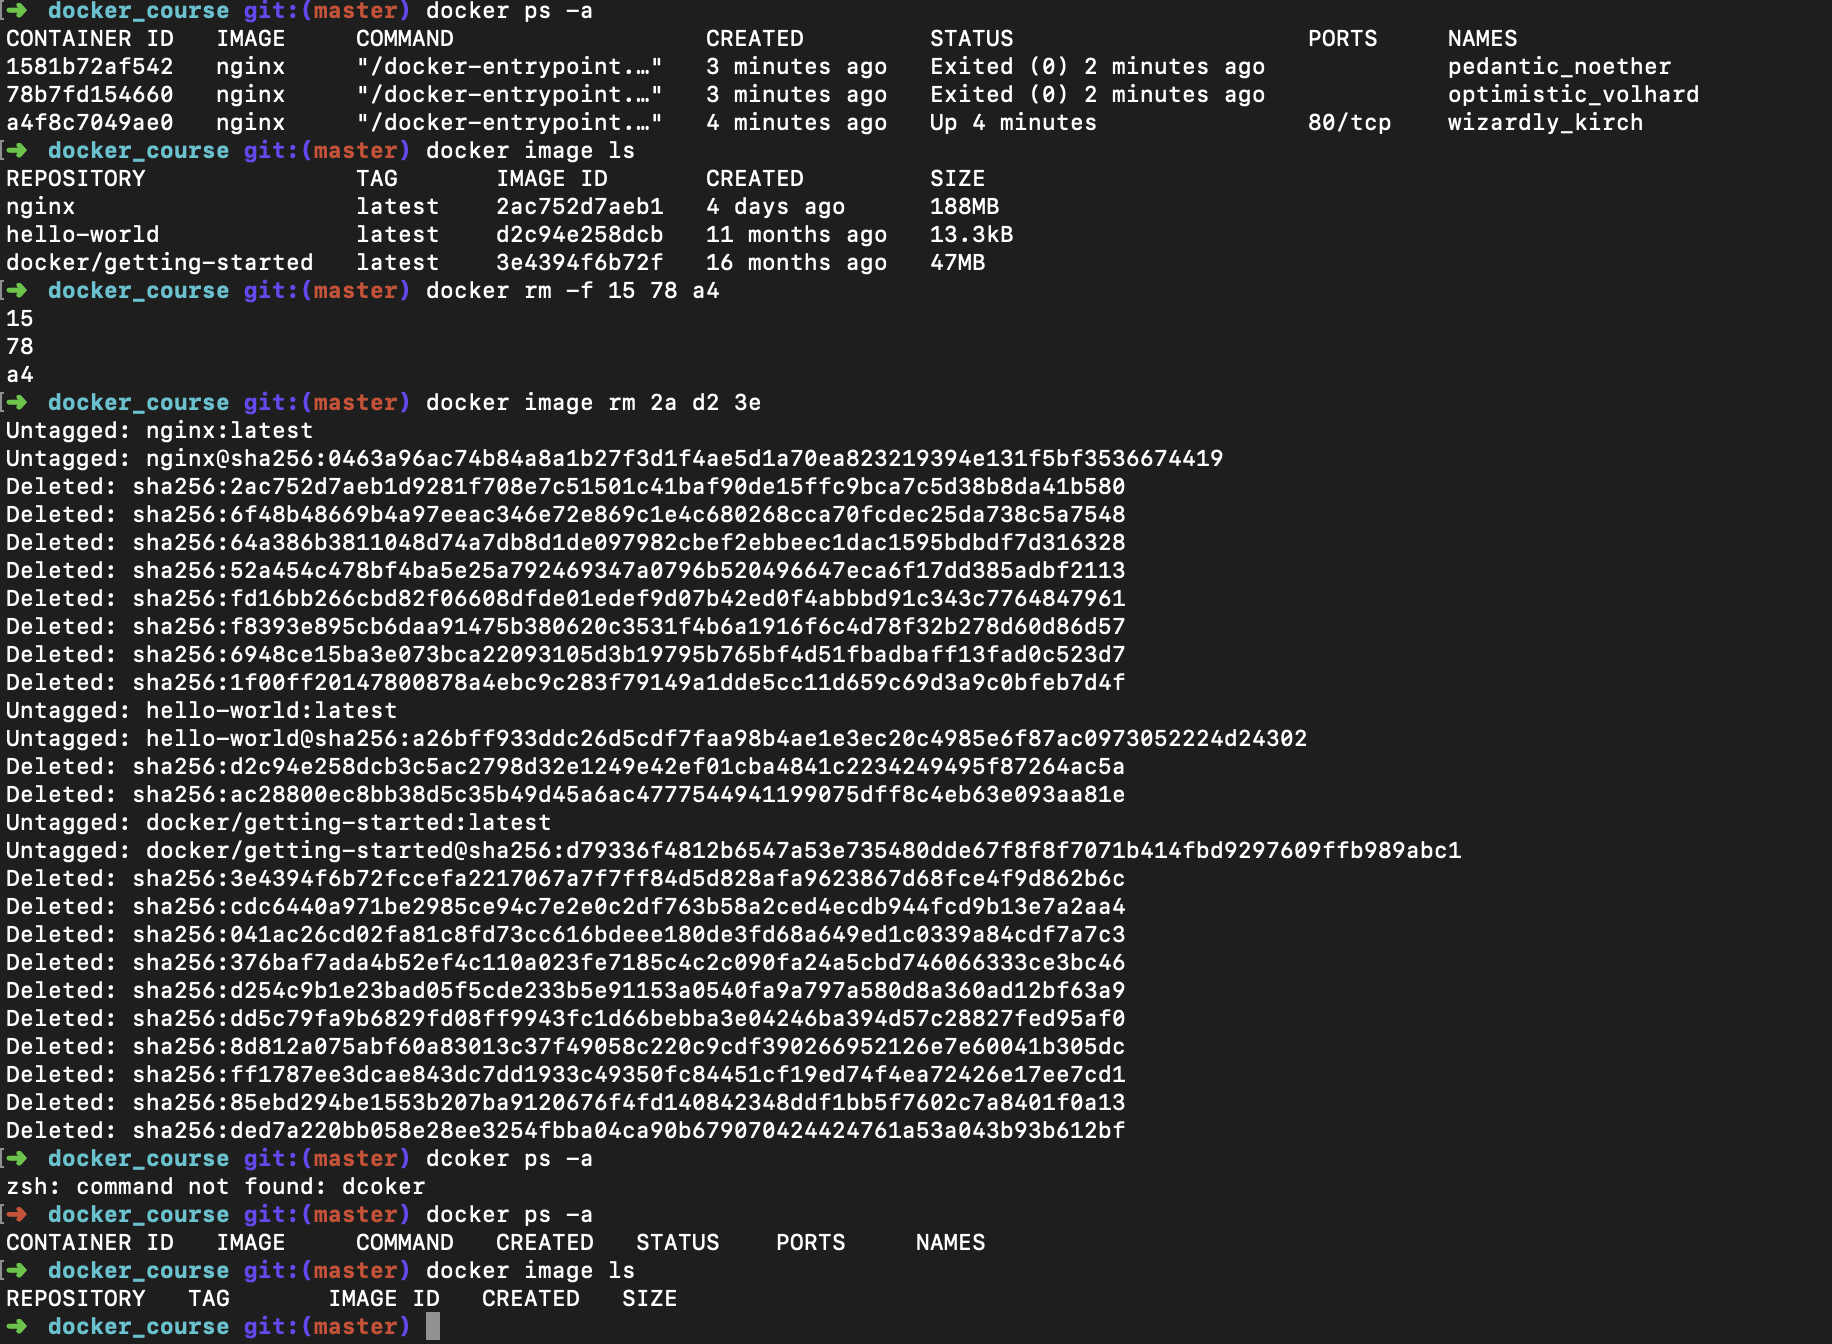 ➜  docker_course git:(master) docker ps -a
CONTAINER ID   IMAGE     COMMAND                  CREATED         STATUS                     PORTS     NAMES
1581b72af542   nginx     "/docker-entrypoint.…"   3 minutes ago   Exited (0) 2 minutes ago             pedantic_noether
78b7fd154660   nginx     "/docker-entrypoint.…"   3 minutes ago   Exited (0) 2 minutes ago             optimistic_volhard
a4f8c7049ae0   nginx     "/docker-entrypoint.…"   4 minutes ago   Up 4 minutes               80/tcp    wizardly_kirch
➜  docker_course git:(master) docker image ls
REPOSITORY               TAG       IMAGE ID       CREATED         SIZE
nginx                    latest    2ac752d7aeb1   4 days ago      188MB
hello-world              latest    d2c94e258dcb   11 months ago   13.3kB
docker/getting-started   latest    3e4394f6b72f   16 months ago   47MB
➜  docker_course git:(master) docker rm -f 15 78 a4
15
78
a4
➜  docker_course git:(master) docker image rm 2a d2 3e
Untagged: nginx:latest
Untagged: nginx@sha256:0463a96ac74b84a8a1b27f3d1f4ae5d1a70ea823219394e131f5bf3536674419
Deleted: sha256:2ac752d7aeb1d9281f708e7c51501c41baf90de15ffc9bca7c5d38b8da41b580
Deleted: sha256:6f48b48669b4a97eeac346e72e869c1e4c680268cca70fcdec25da738c5a7548
Deleted: sha256:64a386b3811048d74a7db8d1de097982cbef2ebbeec1dac1595bdbdf7d316328
Deleted: sha256:52a454c478bf4ba5e25a792469347a0796b520496647eca6f17dd385adbf2113
Deleted: sha256:fd16bb266cbd82f06608dfde01edef9d07b42ed0f4abbbd91c343c7764847961
Deleted: sha256:f8393e895cb6daa91475b380620c3531f4b6a1916f6c4d78f32b278d60d86d57
Deleted: sha256:6948ce15ba3e073bca22093105d3b19795b765bf4d51fbadbaff13fad0c523d7
Deleted: sha256:1f00ff20147800878a4ebc9c283f79149a1dde5cc11d659c69d3a9c0bfeb7d4f
Untagged: hello-world:latest
Untagged: hello-world@sha256:a26bff933ddc26d5cdf7faa98b4ae1e3ec20c4985e6f87ac0973052224d24302
Deleted: sha256:d2c94e258dcb3c5ac2798d32e1249e42ef01cba4841c2234249495f87264ac5a
Deleted: sha256:ac28800ec8bb38d5c35b49d45a6ac4777544941199075dff8c4eb63e093aa81e
Untagged: docker/getting-started:latest
Untagged: docker/getting-started@sha256:d79336f4812b6547a53e735480dde67f8f8f7071b414fbd9297609ffb989abc1
Deleted: sha256:3e4394f6b72fccefa2217067a7f7ff84d5d828afa9623867d68fce4f9d862b6c
Deleted: sha256:cdc6440a971be2985ce94c7e2e0c2df763b58a2ced4ecdb944fcd9b13e7a2aa4
Deleted: sha256:041ac26cd02fa81c8fd73cc616bdeee180de3fd68a649ed1c0339a84cdf7a7c3
Deleted: sha256:376baf7ada4b52ef4c110a023fe7185c4c2c090fa24a5cbd746066333ce3bc46
Deleted: sha256:d254c9b1e23bad05f5cde233b5e91153a0540fa9a797a580d8a360ad12bf63a9
Deleted: sha256:dd5c79fa9b6829fd08ff9943fc1d66bebba3e04246ba394d57c28827fed95af0
Deleted: sha256:8d812a075abf60a83013c37f49058c220c9cdf390266952126e7e60041b305dc
Deleted: sha256:ff1787ee3dcae843dc7dd1933c49350fc84451cf19ed74f4ea72426e17ee7cd1
Deleted: sha256:85ebd294be1553b207ba9120676f4fd140842348ddf1bb5f7602c7a8401f0a13
Deleted: sha256:ded7a220bb058e28ee3254fbba04ca90b679070424424761a53a043b93b612bf
➜  docker_course git:(master) dcoker ps -a
zsh: command not found: dcoker
➜  docker_course git:(master) docker ps -a
CONTAINER ID   IMAGE     COMMAND   CREATED   STATUS    PORTS     NAMES
➜  docker_course git:(master) docker image ls
REPOSITORY   TAG       IMAGE ID   CREATED   SIZE
➜  docker_course git:(master)